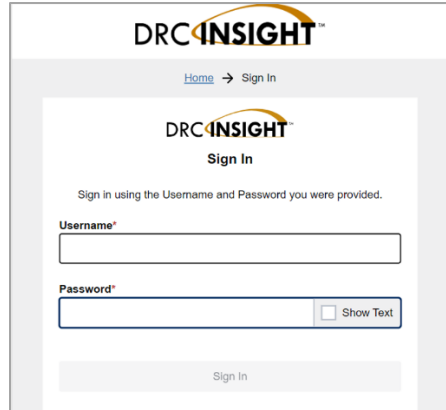 DRC INSIGHT™
Home → Sign In
DRC INSIGHT™
Sign In
Sign in using the Username and Password you were provided.
Username*
Password*
Show Text
Sign In